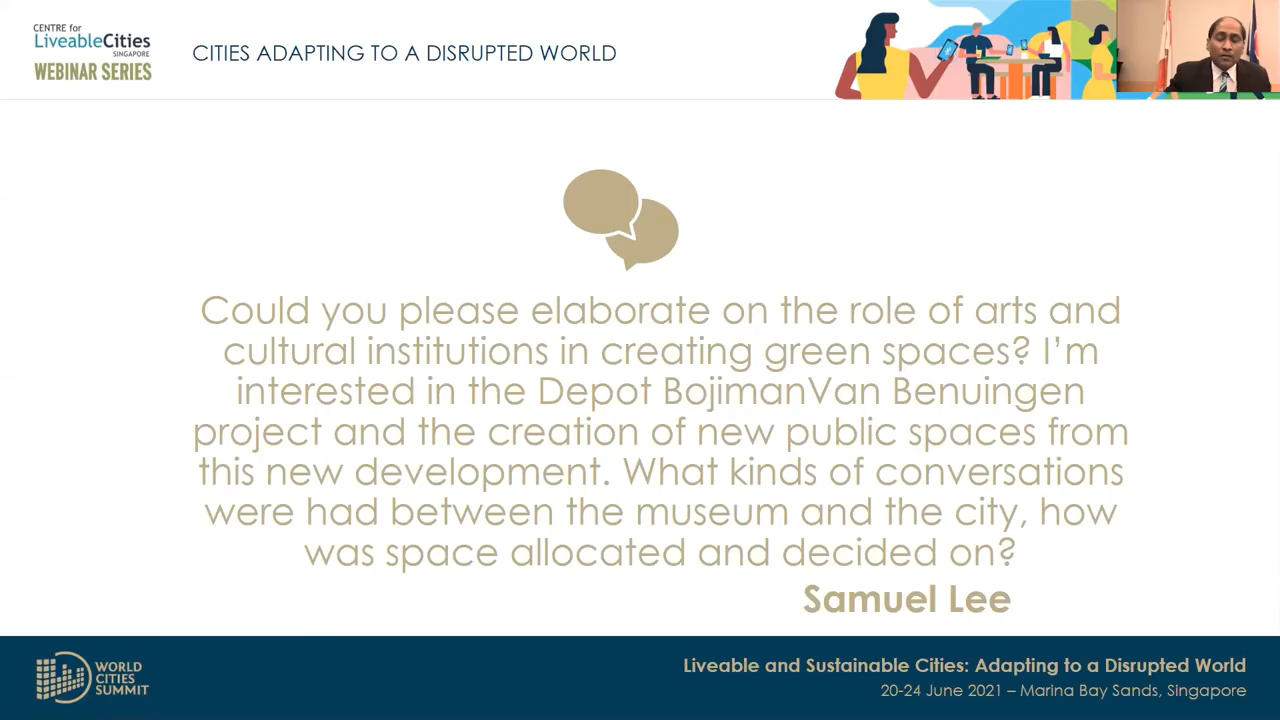 CENTRE for
LiveableCities
SINGAPORE
WEBINAR SERIES
CITIES ADAPTING TO A DISRUPTED WORLD
Could you please elaborate on the role of arts and
cultural institutions in creating green spaces? I’m
interested in the Depot BojimanVan Benuingen
project and the creation of new public spaces from
this new development. What kinds of conversations
were had between the museum and the city, how
was space allocated and decided on?
Samuel Lee
WORLD
CITIES
SUMMIT
Liveable and Sustainable Cities: Adapting to a Disrupted World
20-24 June 2021 – Marina Bay Sands, Singapore